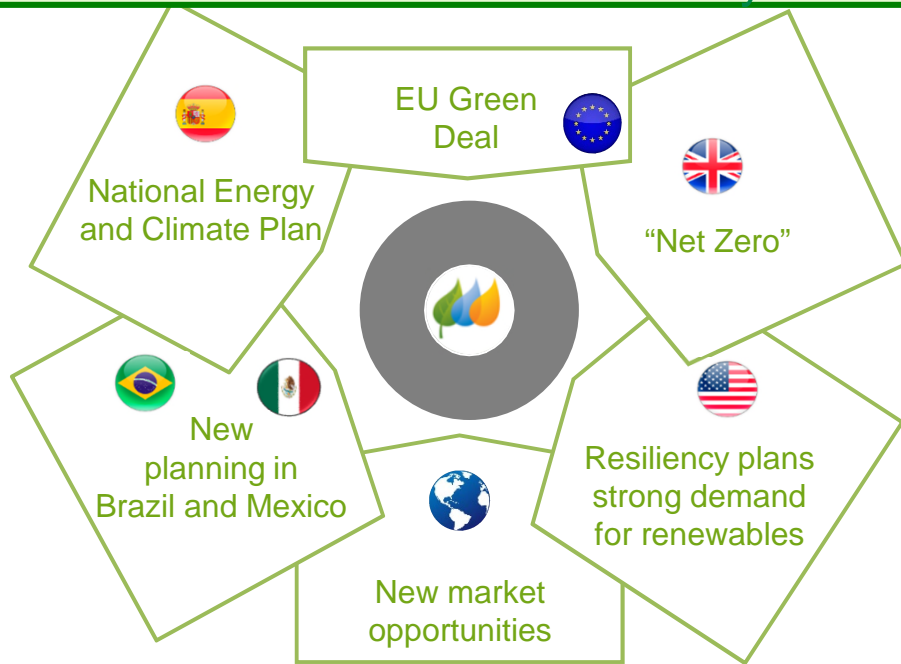 EU Green
Deal
National Energy
and Climate Plan
“Net Zero”
New
planning in
Brazil and Mexico
Resiliency plans
strong demand
for renewables
New market
opportunities